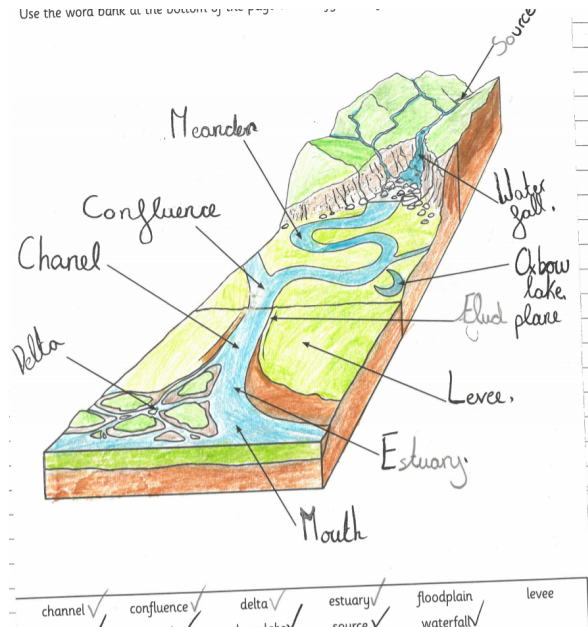 Use the word bank at the bottom of the page
Source
Meander
Water
fall.
Confluence
Chanel
Oxbow
lake.
Flud plane
Delta
Levee.
Estuary.
Mouth
channel ✓ confluence ✓ delta ✓ estuary ✓ floodplain levee
source waterfall ✓